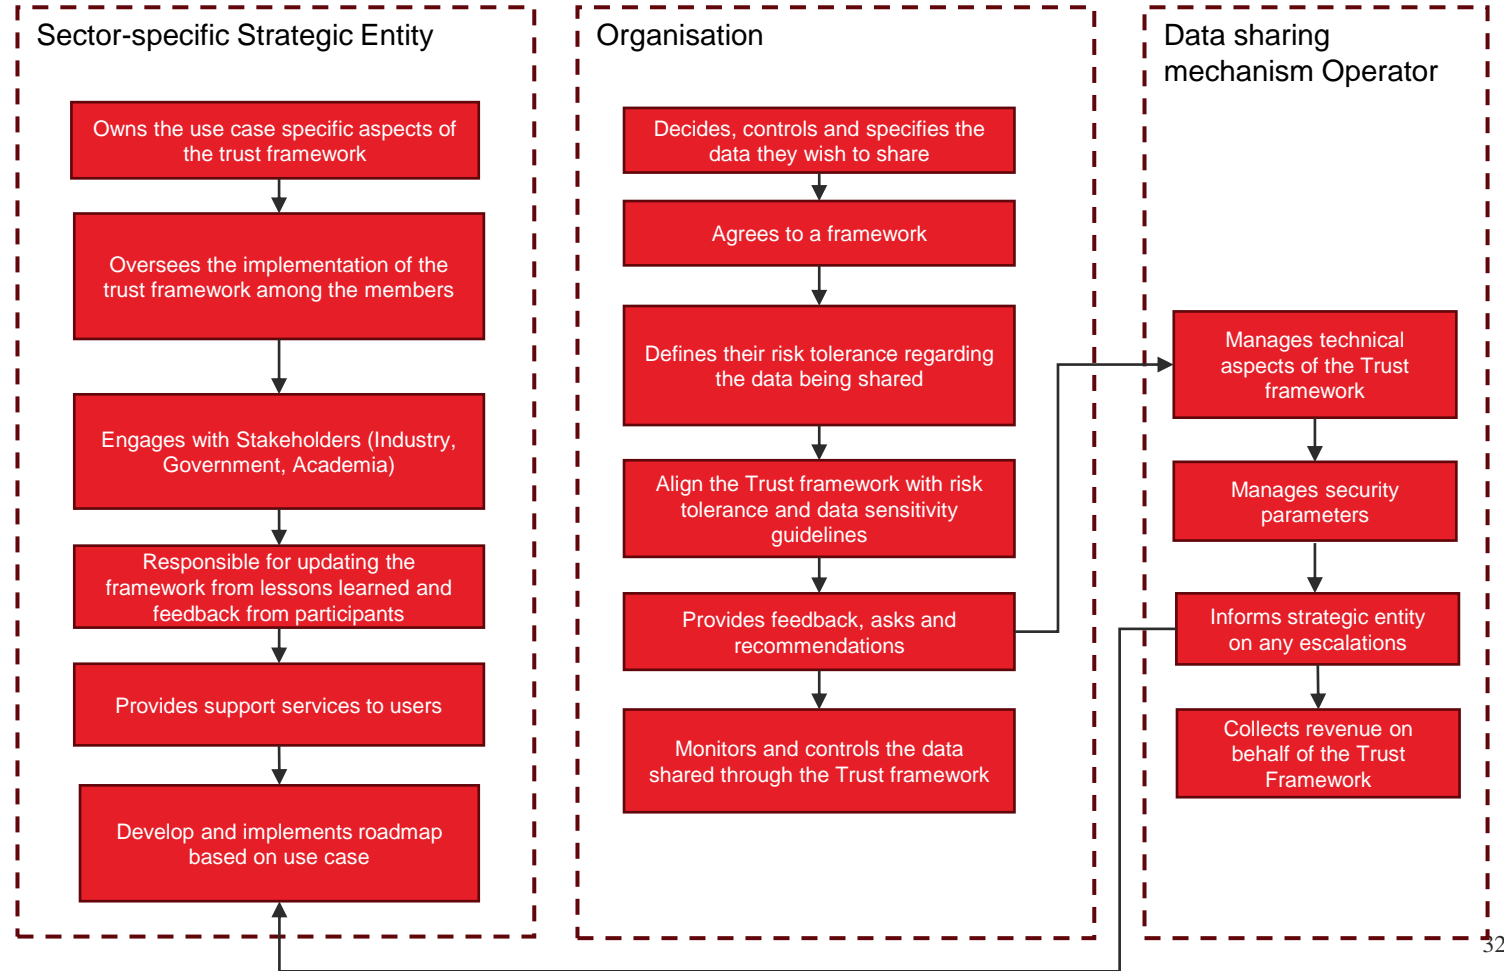 Sector-specific Strategic Entity
Owns the use case specific aspects of
the trust framework
Oversees the implementation of the
trust framework among the members
Engages with Stakeholders (Industry,
Government, Academia)
Responsible for updating the
framework from lessons learned and
feedback from participants
Provides support services to users
Develop and implements roadmap
based on use case
Organisation
Decides, controls and specifies the
data they wish to share
Agrees to a framework
Defines their risk tolerance regarding
the data being shared
Align the Trust framework with risk
tolerance and data sensitivity
guidelines
Provides feedback, asks and
recommendations
Monitors and controls the data
shared through the Trust framework
Data sharing
mechanism Operator
Manages technical
aspects of the Trust
framework
Manages security
parameters
Informs strategic entity
on any escalations
Collects revenue on
behalf of the Trust
Framework
32